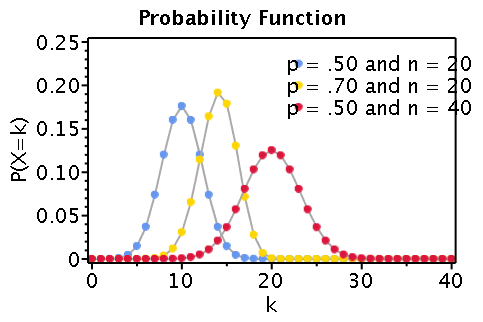 Probability Function
0.25
0.20
0.15
0.10
0.05
0
P(X=k)
p = .50 and n = 20
p = .70 and n = 20
p = .50 and n = 40
0 10 20 30 40
k